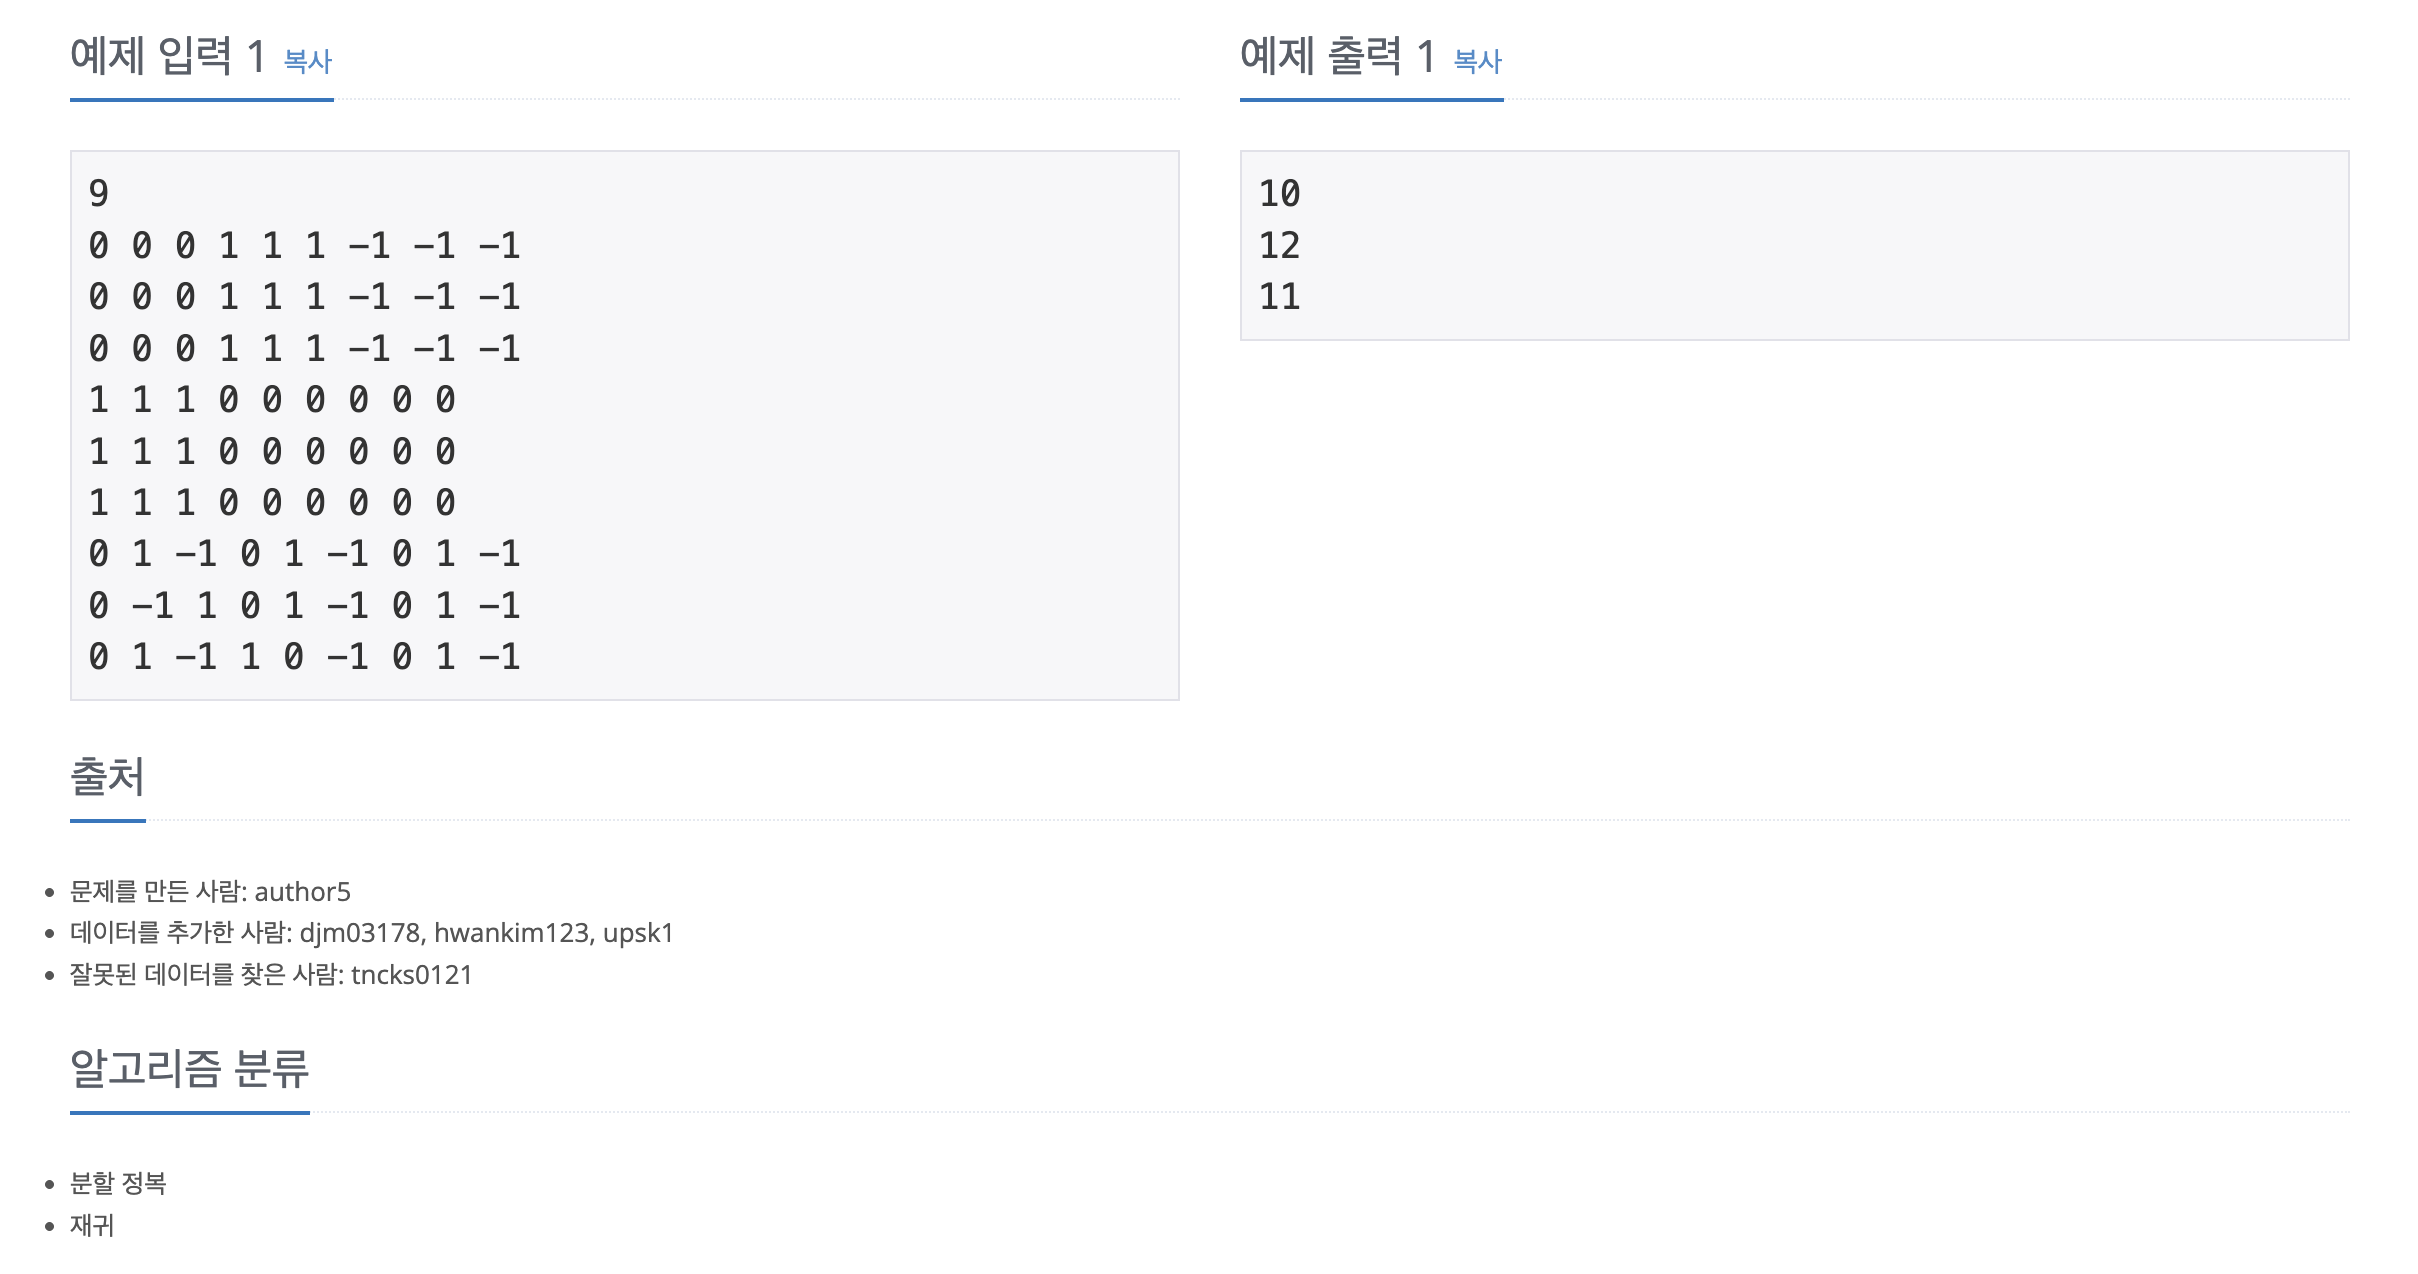 예제 입력 1 복사
9
0 0 0 1 1 1 -1 -1 -1
0 0 0 1 1 1 -1 -1 -1
0 0 0 1 1 1 -1 -1 -1
1 1 1 0 0 0 0 0 0
1 1 1 0 0 0 0 0 0
1 1 1 0 0 0 0 0 0
0 1 -1 0 1 -1 0 1 -1
0 -1 1 0 1 -1 0 1 -1
0 1 -1 1 0 -1 0 1 -1
예제 출력 1 복사
10
12
11
출처
문제를 만든 사람: author5
데이터를 추가한 사람: djm03178, hwankim123, upsk1
잘못된 데이터를 찾은 사람: tncks0121
알고리즘 분류
분할 정복
재귀